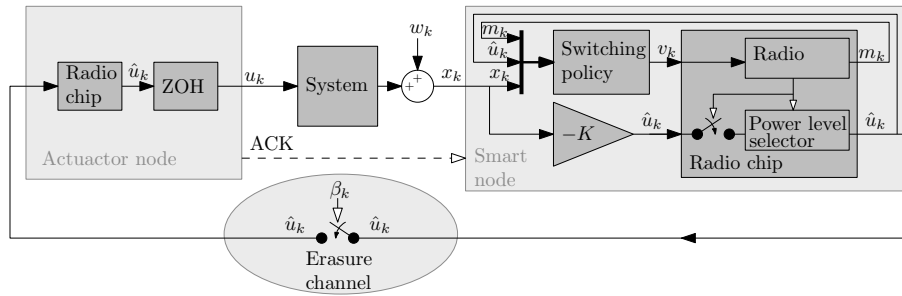 w_k
m_k
û_k
x_k
Switching
policy
v_k
Radio
m_k
Radio
chip
û_k
ZOH
u_k
System
+
+
x_k
−K
û_k
Power level
selector
û_k
Radio chip
Actuactor node
ACK
Smart
node
β_k
û_k
û_k
Erasure
channel